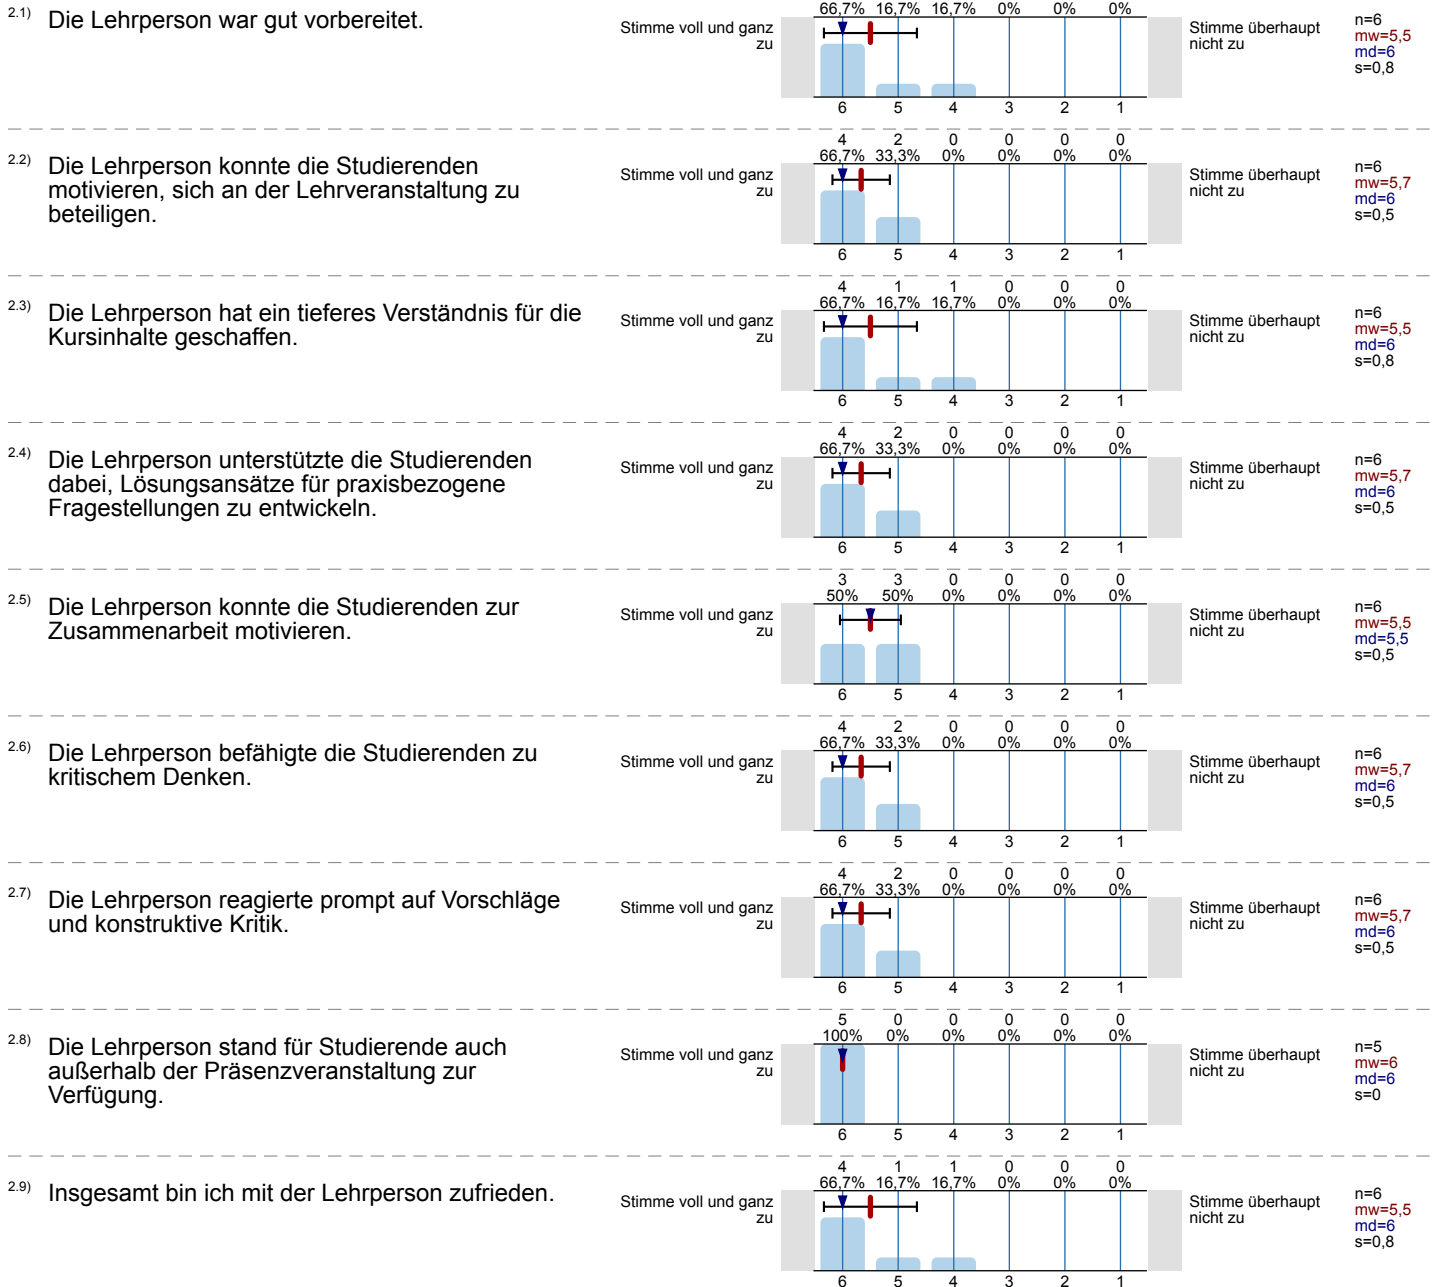 2.1) Die Lehrperson war gut vorbereitet.
Stimme voll und ganz
zu
66,7% 16,7% 16,7% 0% 0% 0%
6 5 4 3 2 1
Stimme überhaupt
nicht zu
n=6
mw=5,5
md=6
s=0,8
2.2) Die Lehrperson konnte die Studierenden
motivieren, sich an der Lehrveranstaltung zu
beteiligen.
Stimme voll und ganz
zu
4 2 0 0 0 0
66,7% 33,3% 0% 0% 0% 0%
6 5 4 3 2 1
Stimme überhaupt
nicht zu
n=6
mw=5,7
md=6
s=0,5
2.3) Die Lehrperson hat ein tieferes Verständnis für die
Kursinhalte geschaffen.
Stimme voll und ganz
zu
4 1 1 0 0 0
66,7% 16,7% 16,7% 0% 0% 0%
6 5 4 3 2 1
Stimme überhaupt
nicht zu
n=6
mw=5,5
md=6
s=0,8
2.4) Die Lehrperson unterstützte die Studierenden
dabei, Lösungsansätze für praxisbezogene
Fragestellungen zu entwickeln.
Stimme voll und ganz
zu
4 2 0 0 0 0
66,7% 33,3% 0% 0% 0% 0%
6 5 4 3 2 1
Stimme überhaupt
nicht zu
n=6
mw=5,7
md=6
s=0,5
2.5) Die Lehrperson konnte die Studierenden zur
Zusammenarbeit motivieren.
Stimme voll und ganz
zu
3 3 0 0 0 0
50% 50% 0% 0% 0% 0%
6 5 4 3 2 1
Stimme überhaupt
nicht zu
n=6
mw=5,5
md=5,5
s=0,5
2.6) Die Lehrperson befähigte die Studierenden zu
kritischem Denken.
Stimme voll und ganz
zu
4 2 0 0 0 0
66,7% 33,3% 0% 0% 0% 0%
6 5 4 3 2 1
Stimme überhaupt
nicht zu
n=6
mw=5,7
md=6
s=0,5
2.7) Die Lehrperson reagierte prompt auf Vorschläge
und konstruktive Kritik.
Stimme voll und ganz
zu
4 2 0 0 0 0
66,7% 33,3% 0% 0% 0% 0%
6 5 4 3 2 1
Stimme überhaupt
nicht zu
n=6
mw=5,7
md=6
s=0,5
2.8) Die Lehrperson stand für Studierende auch
außerhalb der Präsenzveranstaltung zur
Verfügung.
Stimme voll und ganz
zu
5 0 0 0 0 0
100% 0% 0% 0% 0% 0%
6 5 4 3 2 1
Stimme überhaupt
nicht zu
n=5
mw=6
md=6
s=0
2.9) Insgesamt bin ich mit der Lehrperson zufrieden.
Stimme voll und ganz
zu
4 1 1 0 0 0
66,7% 16,7% 16,7% 0% 0% 0%
6 5 4 3 2 1
Stimme überhaupt
nicht zu
n=6
mw=5,5
md=6
s=0,8